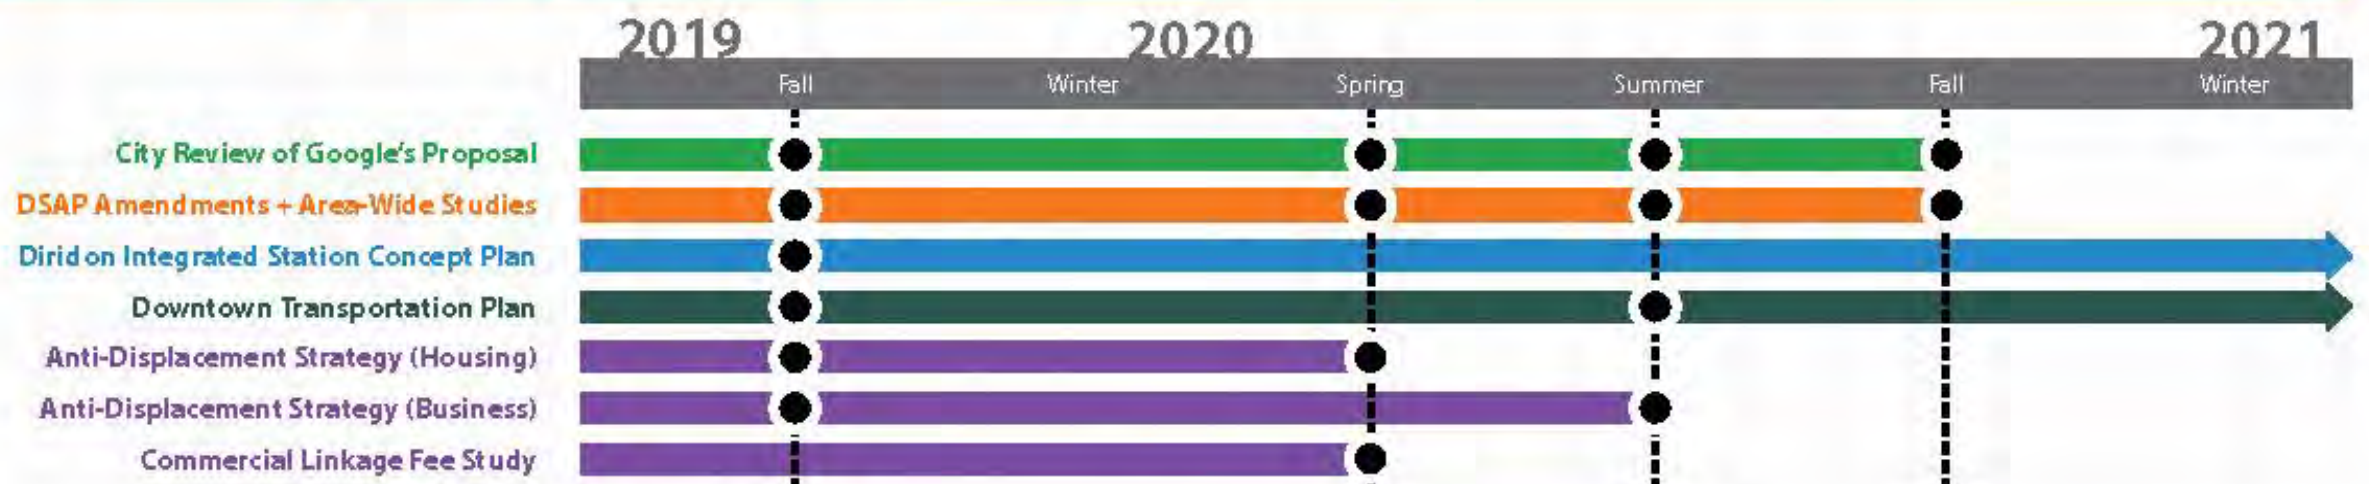 2019 2020 2021
Fall Winter Spring Summer Fall Winter
City Review of Google's Proposal
DSAP Amendments + Area-Wide Studies
Diridon Integrated Station Concept Plan
Downtown Transportation Plan
Anti-Displacement Strategy (Housing)
Anti-Displacement Strategy (Business)
Commercial Linkage Fee Study